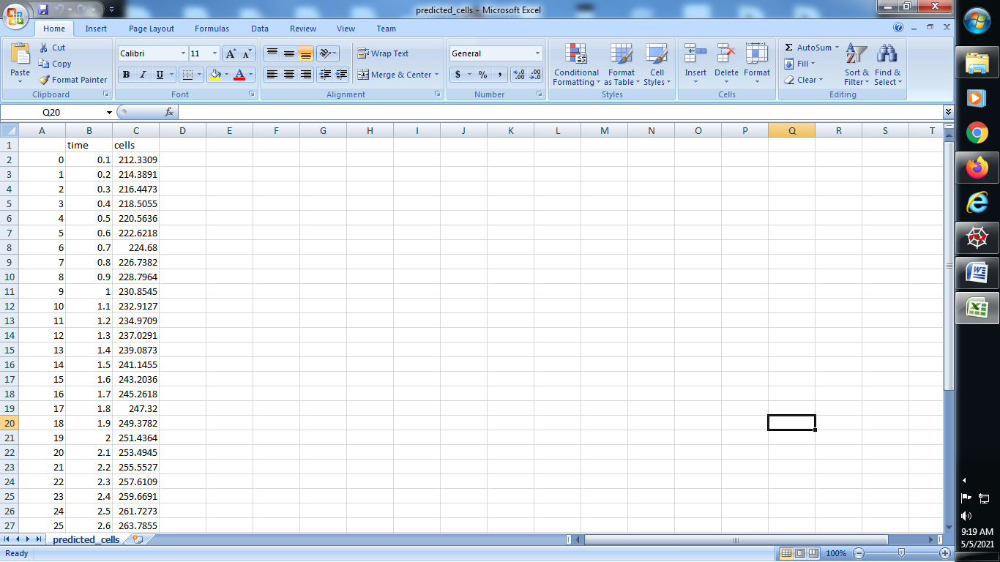 predicted_cells - Microsoft Excel
Home Insert Page Layout Formulas Data Review View Team
Paste Cut Copy Format Painter Clipboard
Calibri 11 A A B I U A Font
Wrap Text Merge & Center Alignment
General $ % , .0 .00 .00 .0 Number
Conditional Formatting Format as Table Cell Styles Styles
Insert Delete Format Cells
Σ AutoSum Fill Clear Sort & Filter Find & Select Editing
Q20 fx
A B C D E F G H I J K L M N O P Q R S T
1 time cells
2 0 0.1 212.3309
3 1 0.2 214.3891
4 2 0.3 216.4473
5 3 0.4 218.5055
6 4 0.5 220.5636
7 5 0.6 222.6218
8 6 0.7 224.68
9 7 0.8 226.7382
10 8 0.9 228.7964
11 9 1 230.8545
12 10 1.1 232.9127
13 11 1.2 234.9709
14 12 1.3 237.0291
15 13 1.4 239.0873
16 14 1.5 241.1455
17 15 1.6 243.2036
18 16 1.7 245.2618
19 17 1.8 247.32
20 18 1.9 249.3782
21 19 2 251.4364
22 20 2.1 253.4945
23 21 2.2 255.5527
24 22 2.3 257.6109
25 23 2.4 259.6691
26 24 2.5 261.7273
27 25 2.6 263.7855
predicted_cells
Ready 100%
9:19 AM
5/5/2021